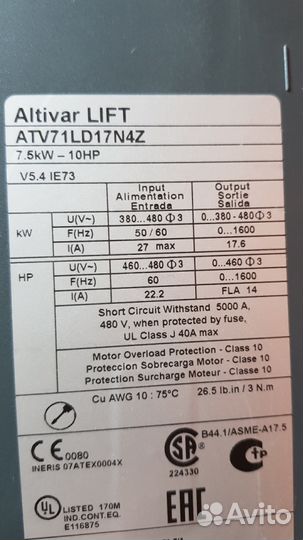 Altivar LIFT
ATV71LD17N4Z
7.5kW – 10HP
V5.4 IE73
Input Output
Alimentation Sortie
Entrada Salida
kW U(V~) 380...480 Φ 3 0...380 - 480 Φ 3
F(Hz) 50 / 60 0...1600
I(A) 27 max 17.6
HP U(V~) 460...480 Φ 3 0...460 Φ 3
F(Hz) 60 0...1600
I(A) 22.2 FLA 14
Short Circuit Withstand 5000 A,
480 V, when protected by fuse,
UL Class J 40A max
Motor Overload Protection - Class 10
Proteccion Sobrecarga Motor - Clase 10
Protection Surcharge Moteur - Classe 10
Cu AWG 10 : 75°C 26.5 lb.in / 3 N.m
CE 0080
INERIS 07ATEX0004X
SA
224330
B44.1/ASME-A17.5
UL LISTED 170M
IND.CONT.EQ.
E116875
EAC
Avito